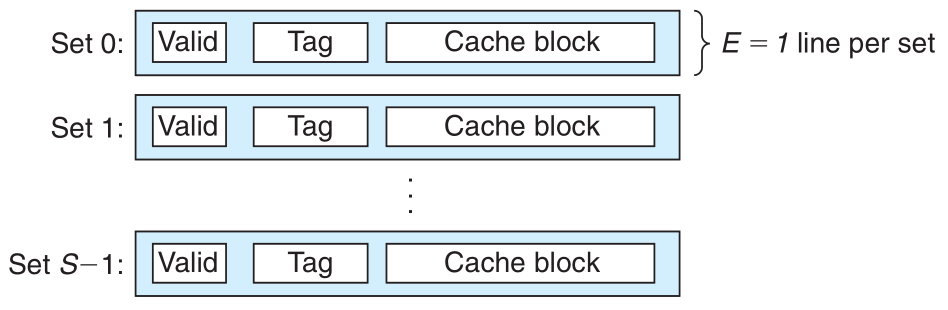 Set 0: Valid Tag Cache block E = 1 line per set
Set 1: Valid Tag Cache block
Set S−1: Valid Tag Cache block